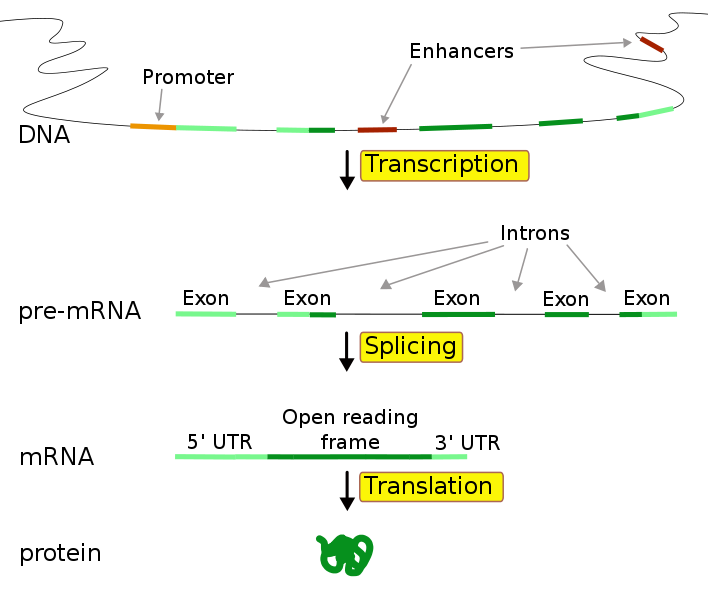 Enhancers
Promoter
DNA
Transcription
Introns
Exon Exon Exon Exon Exon
pre-mRNA
Splicing
Open reading
frame
5' UTR 3' UTR
mRNA
Translation
protein